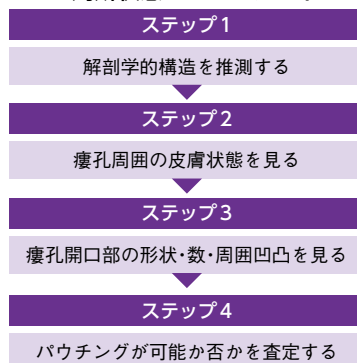 ステップ1
解剖学的構造を推測する
ステップ2
瘻孔周囲の皮膚状態を見る
ステップ3
瘻孔開口部の形状・数・周囲凹凸を見る
ステップ4
パウチングが可能か否かを査定する